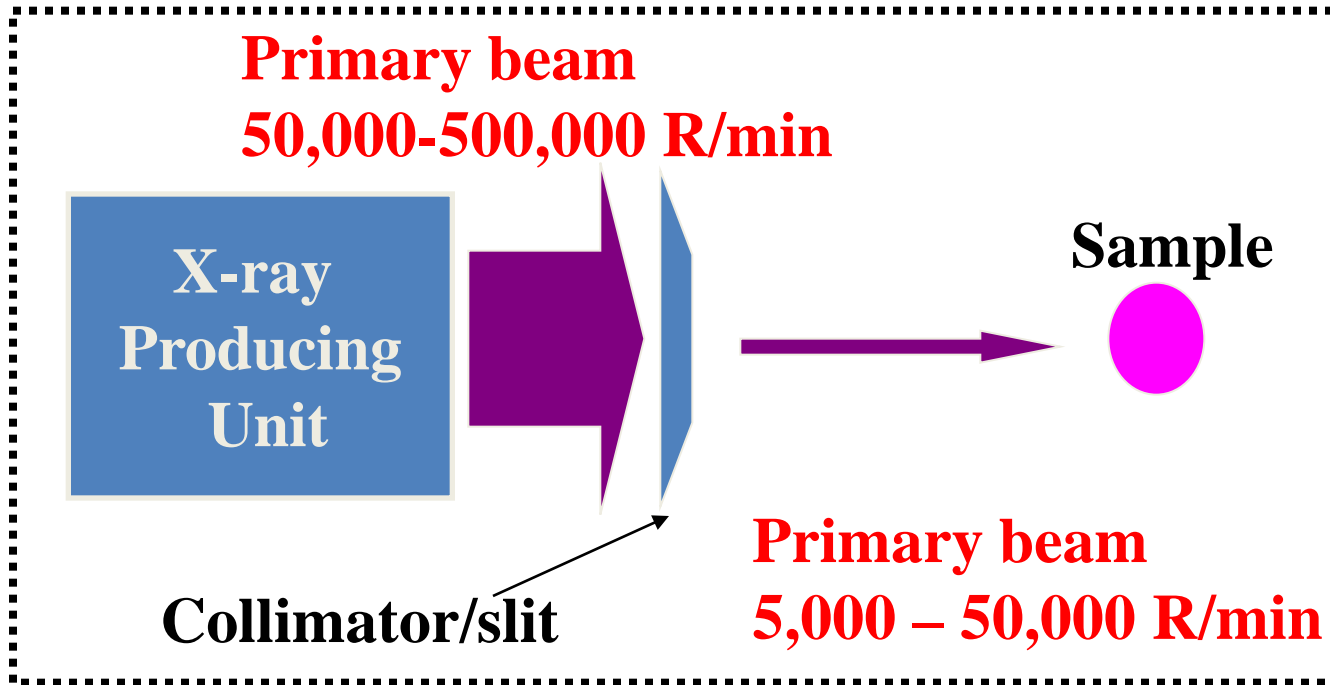 Primary beam
50,000-500,000 R/min
X-ray
Producing
Unit
Sample
Collimator/slit
Primary beam
5,000 – 50,000 R/min